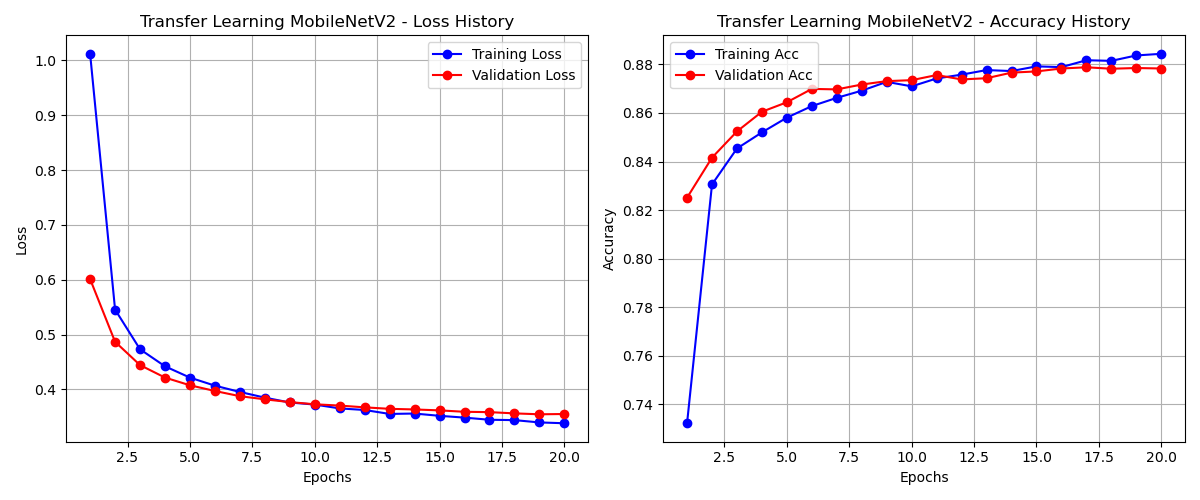 Transfer Learning MobileNetV2 - Loss History
Training Loss
Validation Loss
1.0
0.9
0.8
0.7
0.6
0.5
0.4
Loss
2.5 5.0 7.5 10.0 12.5 15.0 17.5 20.0
Epochs
Transfer Learning MobileNetV2 - Accuracy History
Training Acc
Validation Acc
0.88
0.86
0.84
0.82
0.80
0.78
0.76
0.74
Accuracy
2.5 5.0 7.5 10.0 12.5 15.0 17.5 20.0
Epochs